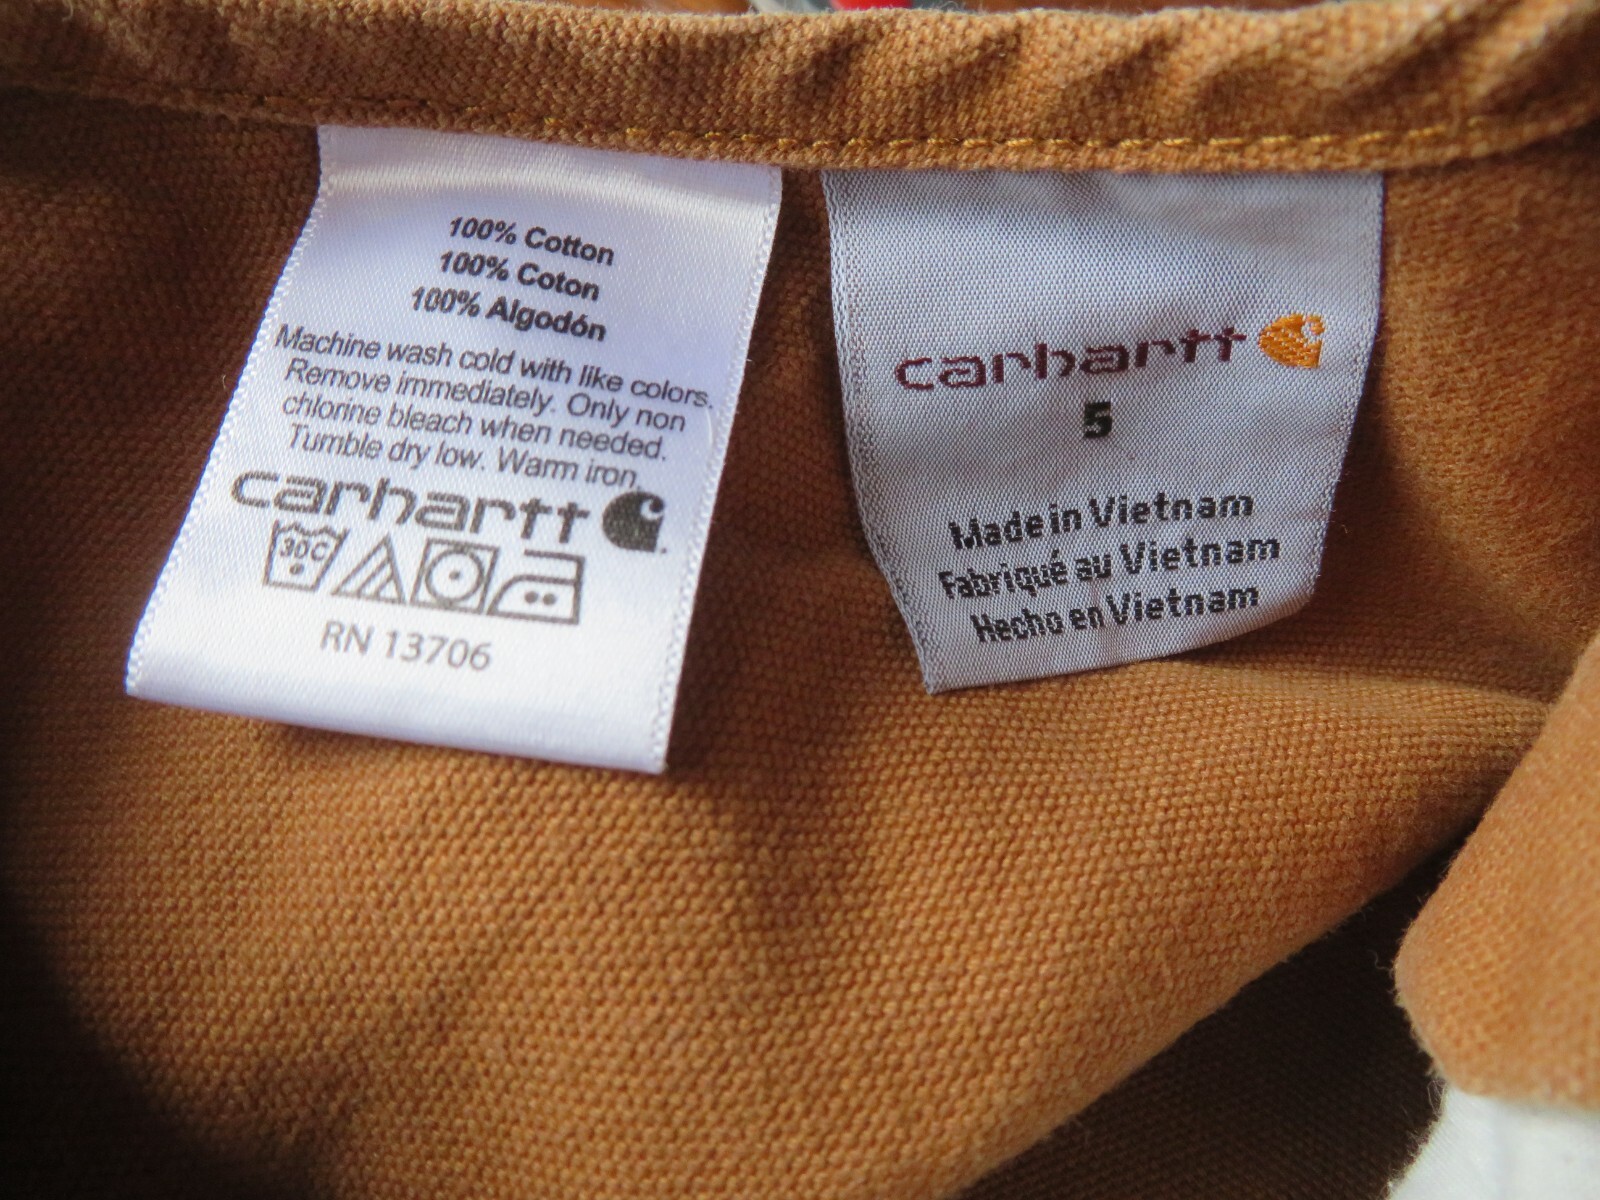 100% Cotton
100% Coton
100% Algodón
Machine wash cold with like colors.
Remove immediately. Only non
chlorine bleach when needed.
Tumble dry low. Warm iron.
carhartt
30C
RN 13706
carhartt
5
Made in Vietnam
Fabriqué au Vietnam
Hecho en Vietnam